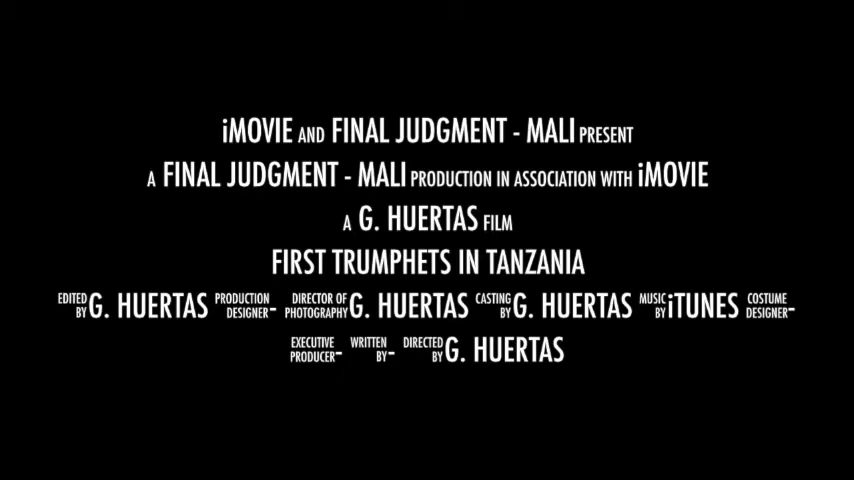 iMOVIE AND FINAL JUDGMENT - MALI PRESENT
A FINAL JUDGMENT - MALI PRODUCTION IN ASSOCIATION WITH iMOVIE
A G. HUERTAS FILM
FIRST TRUMPHETS IN TANZANIA
EDITED BY G. HUERTAS PRODUCTION DESIGNER - DIRECTOR OF PHOTOGRAPHY G. HUERTAS CASTING BY G. HUERTAS MUSIC BY iTUNES COSTUME DESIGNER -
EXECUTIVE PRODUCER - WRITTEN BY - DIRECTED BY G. HUERTAS